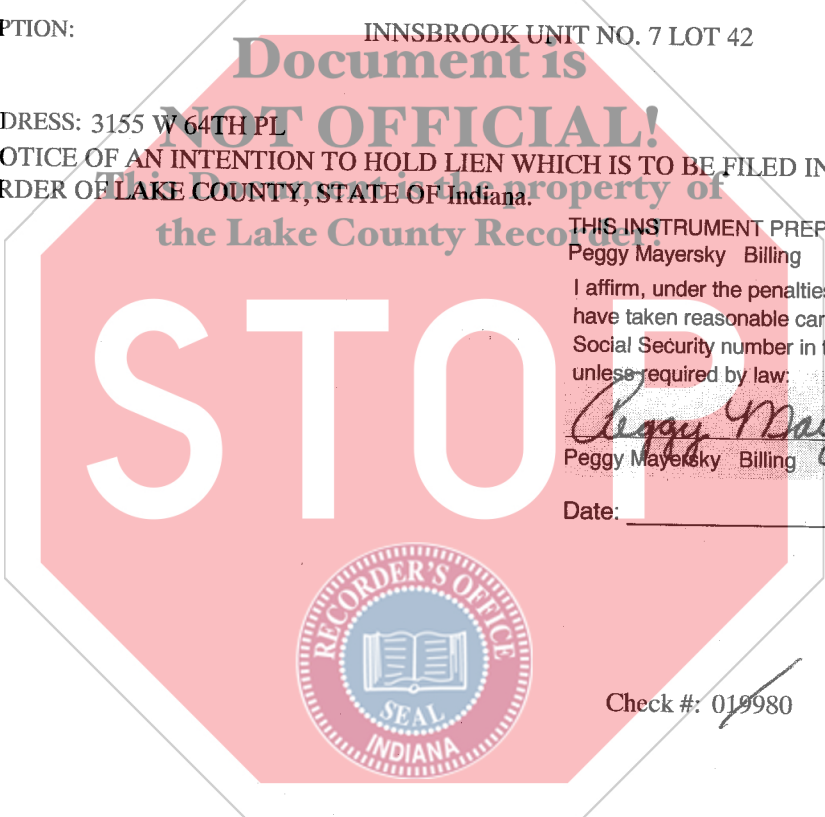 PTION: INNSBROOK UNIT NO. 7 LOT 42
Document is
NOT OFFICIAL!
DRESS: 3155 W 64TH PL
OTICE OF AN INTENTION TO HOLD LIEN WHICH IS TO BE FILED IN
RDER OF LAKE COUNTY, STATE OF Indiana.
This Document is the property of
the Lake County Recorder!
THIS INSTRUMENT PREP
Peggy Mayersky Billing
I affirm, under the penalties
have taken reasonable car
Social Security number in t
unless required by law:
STOP
Peggy May
Peggy Mayersky Billing
Date:
RECORDER'S OFFICE
SEAL
INDIANA
Check #: 019980